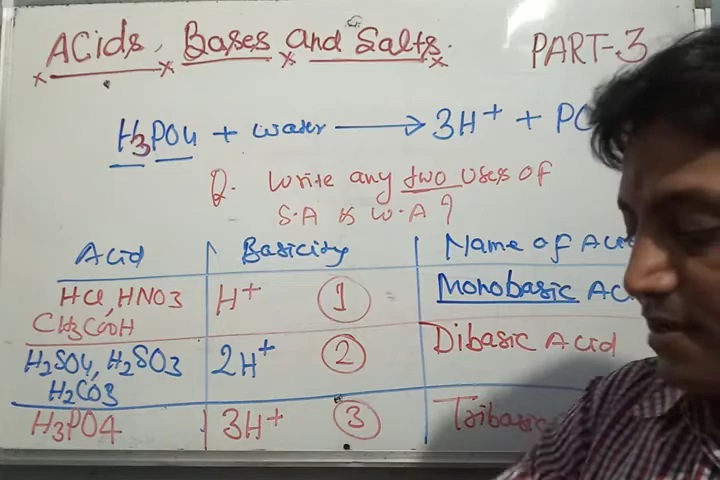 Acids, Bases and Salts.
PART-3
H3PO4 + water ⟶ 3H+ + PO
Q. Write any two uses of
S.A & W.A?
Acid Basicity Name of Acid
HCl, HNO3 H+ 1 Monobasic Ac
CH3COOH
H2SO4, H2SO3 2H+ 2 Dibasic Acid
H2CO3
H3PO4 3H+ 3 Tribasic